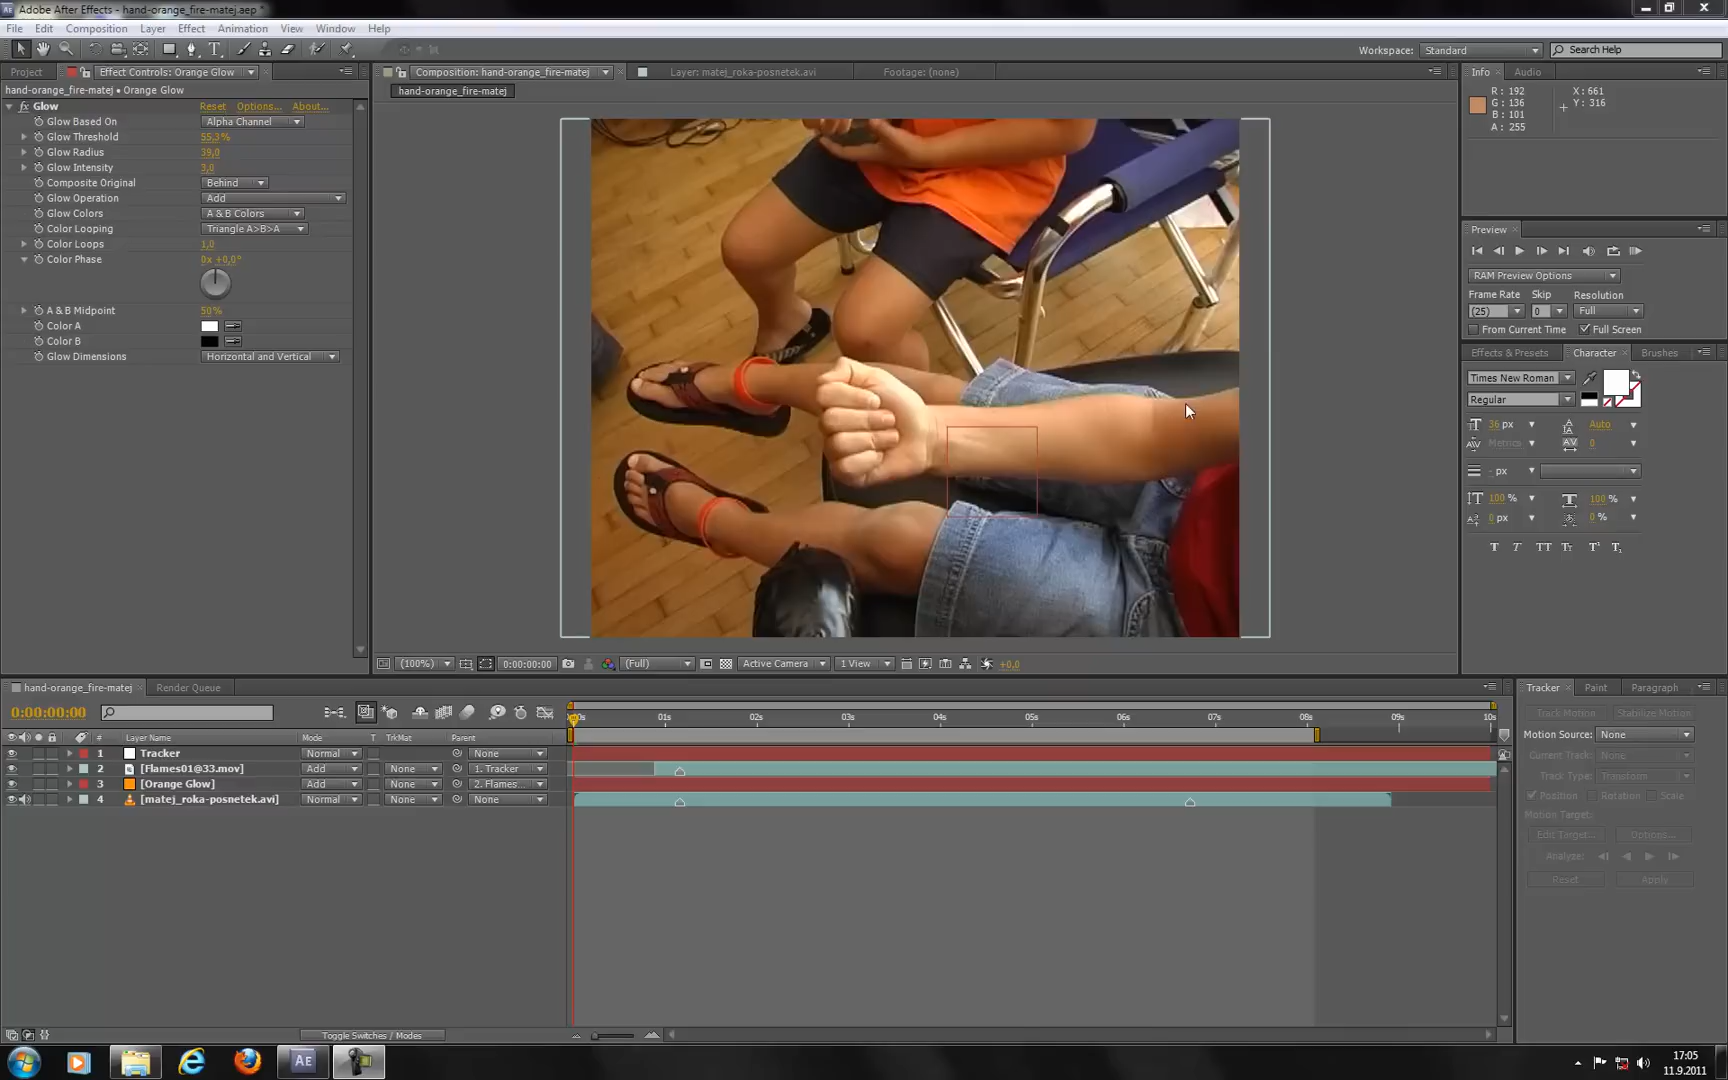 Adobe After Effects - hand-orange_fire-matej.aep *
File Edit Composition Layer Effect Animation View Window Help
Workspace: Standard Search Help
Project Effect Controls: Orange Glow Composition: hand-orange_fire-matej Layer: matej_roka-posnetek.avi Footage: (none) Info Audio
hand-orange_fire-matej • Orange Glow hand-orange_fire-matej
Glow Reset Options... About...
Glow Based On Alpha Channel
Glow Threshold 55,3%
Glow Radius 39,0
Glow Intensity 3,0
Composite Original Behind
Glow Operation Add
Glow Colors A & B Colors
Color Looping Triangle A>B>A
Color Loops 1,0
Color Phase 0x +0,0°
A & B Midpoint 50%
Color A
Color B
Glow Dimensions Horizontal and Vertical
R : 192 X : 661
G : 136 Y : 316
B : 101
A : 255
Preview
RAM Preview Options
Frame Rate Skip Resolution
(25) 0 Full
From Current Time Full Screen
Effects & Presets Character Brushes
Times New Roman
Regular
36 px Auto
Metrics 0
- px
100 % 100 %
0 px 0 %
T T TT Tт T¹ T₁
(100%) 0:00:00:00 (Full) Active Camera 1 View +0,0
hand-orange_fire-matej Render Queue
0:00:00:00
01s 02s 03s 04s 05s 06s 07s 08s 09s 10s
# Layer Name Mode T TrkMat Parent
1 Tracker Normal None
2 [Flames01@33.mov] Add None 1. Tracker
3 [Orange Glow] Add None 2. Flames...
4 [matej_roka-posnetek.avi] Normal None None
Toggle Switches / Modes
Tracker Paint Paragraph
Track Motion Stabilize Motion
Motion Source: None
Current Track: None
Track Type: Transform
Position Rotation Scale
Motion Target:
Edit Target... Options...
Analyze:
Reset Apply
AE
17:05
11.9.2011